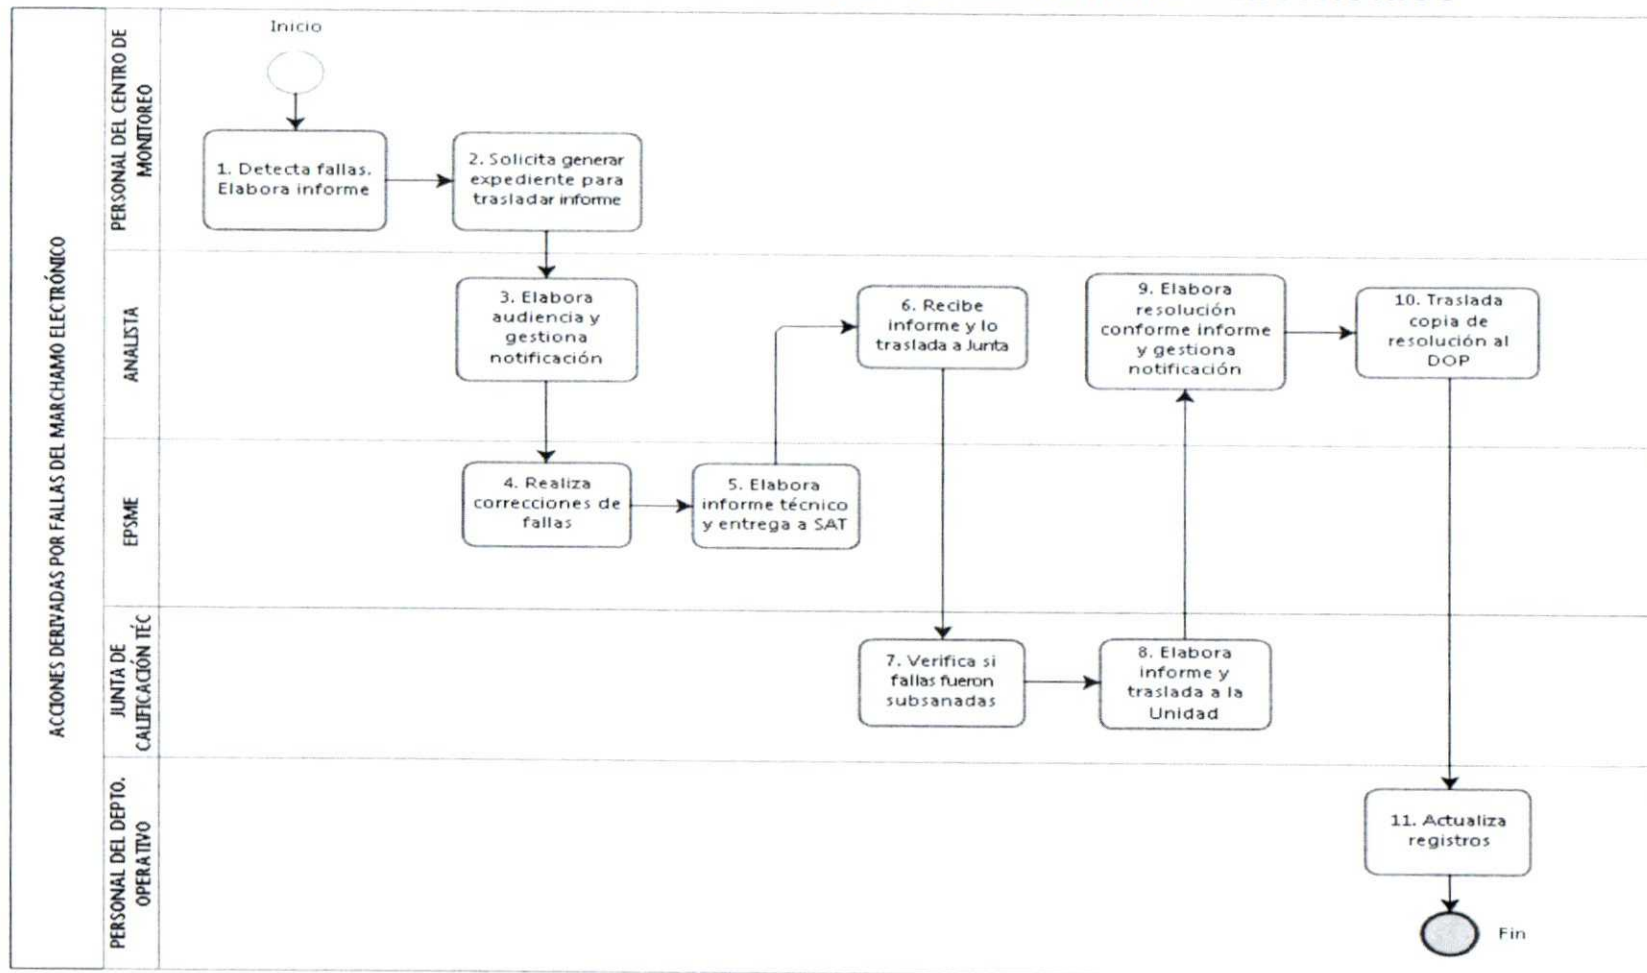 ACCIONES DERIVADAS POR FALLAS DEL MARCHAMO ELECTRÓNICO
PERSONAL DEL CENTRO DE
MONITOREO
Inicio
1. Detecta fallas.
Elabora informe
2. Solicita generar
expediente para
trasladar informe
ANALISTA
3. Elabora
audiencia y
gestiona
notificación
6. Recibe
informe y lo
traslada a Junta
9. Elabora
resolución
conforme informe
y gestiona
notificación
10. Traslada
copia de
resolución al
DOP
EPSME
4. Realiza
correcciones de
fallas
5. Elabora
informe técnico
y entrega a SAT
JUNTA DE
CALIFICACIÓN TÉC
7. Verifica si
fallas fueron
subsanadas
8. Elabora
informe y
traslada a la
Unidad
PERSONAL DEL DEPTO.
OPERATIVO
11. Actualiza
registros
Fin